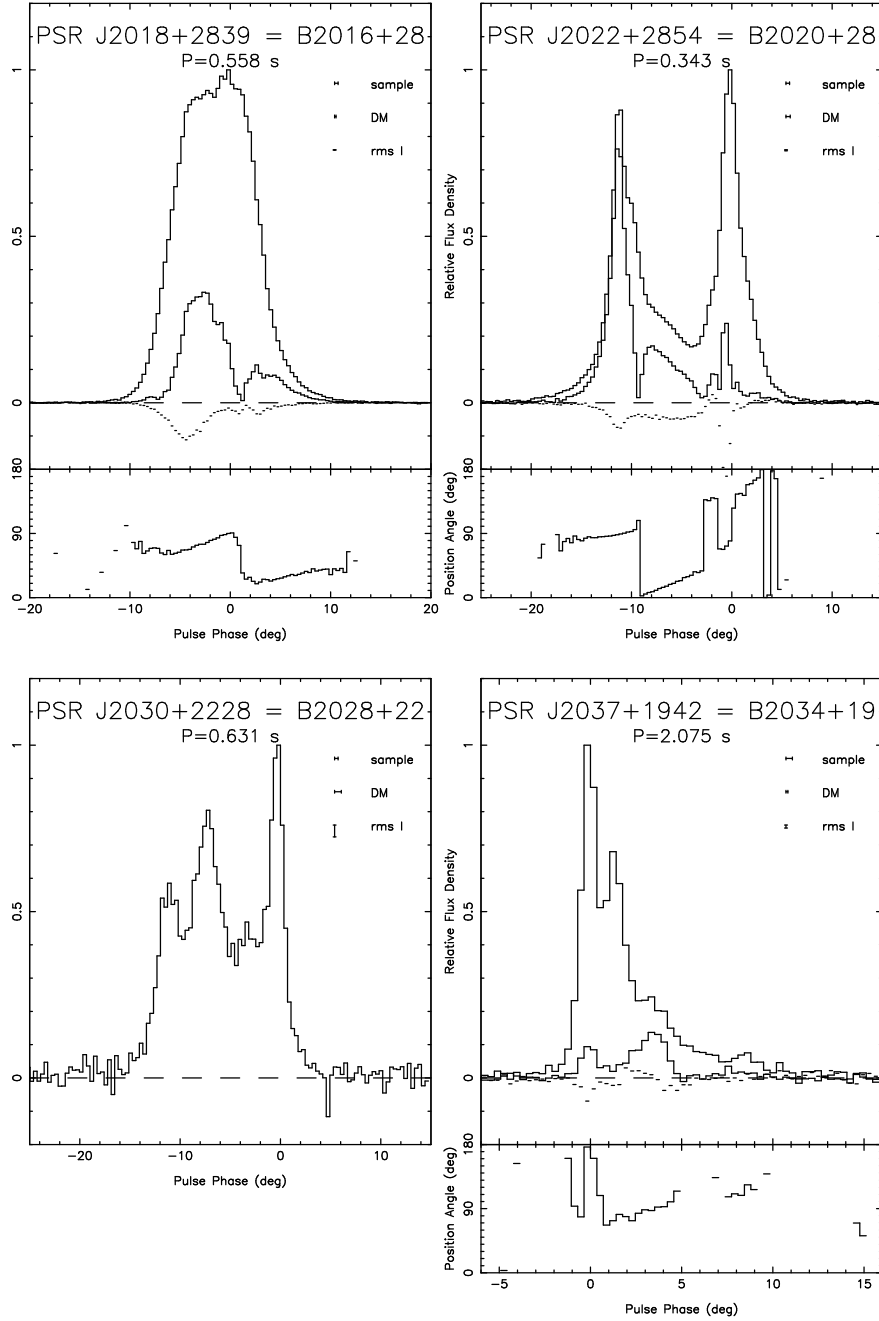 PSR J2018+2839 = B2016+28
P=0.558 s
sample
DM
rms I
1
0.5
0
180
90
0
−20
−10
0
10
20
Pulse Phase (deg)
PSR J2022+2854 = B2020+28
P=0.343 s
sample
DM
rms I
1
0.5
0
Relative Flux Density
180
90
0
Position Angle (deg)
−20
−10
0
10
Pulse Phase (deg)
PSR J2030+2228 = B2028+22
P=0.631 s
sample
DM
rms I
1
0.5
0
−20
−10
0
10
Pulse Phase (deg)
PSR J2037+1942 = B2034+19
P=2.075 s
sample
DM
rms I
1
0.5
0
Relative Flux Density
180
90
0
Position Angle (deg)
−5
0
5
10
15
Pulse Phase (deg)